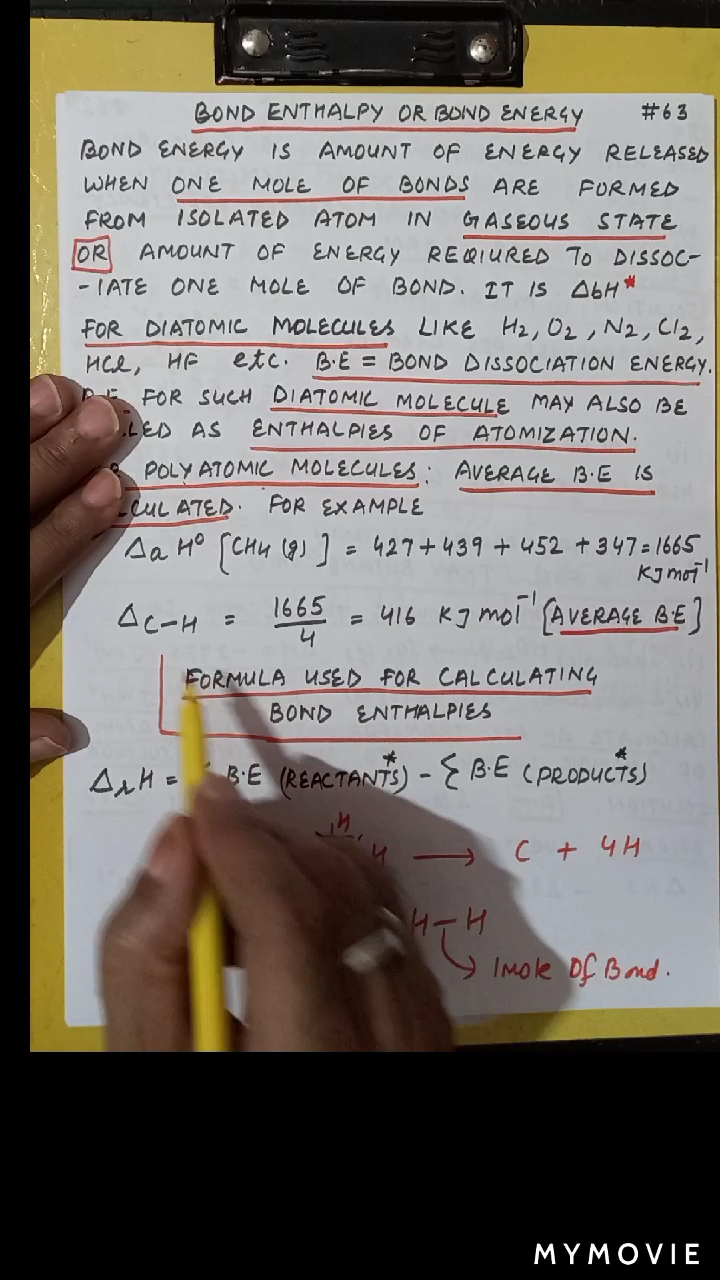 BOND ENTHALPY OR BOND ENERGY #63
BOND ENERGY IS AMOUNT OF ENERGY RELEASED
WHEN ONE MOLE OF BONDS ARE FORMED
FROM ISOLATED ATOM IN GASEOUS STATE
OR AMOUNT OF ENERGY REQIURED TO DISSOC-
-IATE ONE MOLE OF BOND. IT IS ΔbH*
FOR DIATOMIC MOLECULES LIKE H2, O2, N2, Cl2,
HCl, HF etc. B.E = BOND DISSOCIATION ENERGY.
B.E FOR SUCH DIATOMIC MOLECULE MAY ALSO BE
LED AS ENTHALPIES OF ATOMIZATION.
POLYATOMIC MOLECULES: AVERAGE B.E IS
CULATED. FOR EXAMPLE
ΔaH° [CH4(g)] = 427+439+452+347=1665
KJ mol⁻¹
ΔC-H = 1665/4 = 416 KJ mol⁻¹ [AVERAGE B.E]
FORMULA USED FOR CALCULATING
BOND ENTHALPIES
ΔrH = B.E (REACTANTS*) - Σ B.E (PRODUCTS*)
H
H → C + 4H
H-H
1mole Of Bond.
MYMOVIE